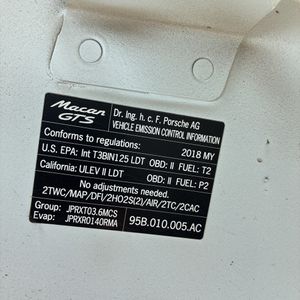 Macan GTS
Dr. Ing. h. c. F. Porsche AG
VEHICLE EMISSION CONTROL INFORMATION
Conforms to regulations: 2018 MY
U.S. EPA: Int T3BIN125 LDT OBD: II FUEL: T2
California: ULEV II LDT OBD: II FUEL: P2
No adjustments needed.
2TWC/MAP/DFI/2HO2S(2)/AIR/2TC/2CAC
Group: JPRXT03.6MCS
Evap: JPRXR0140RMA
95B.010.005.AC